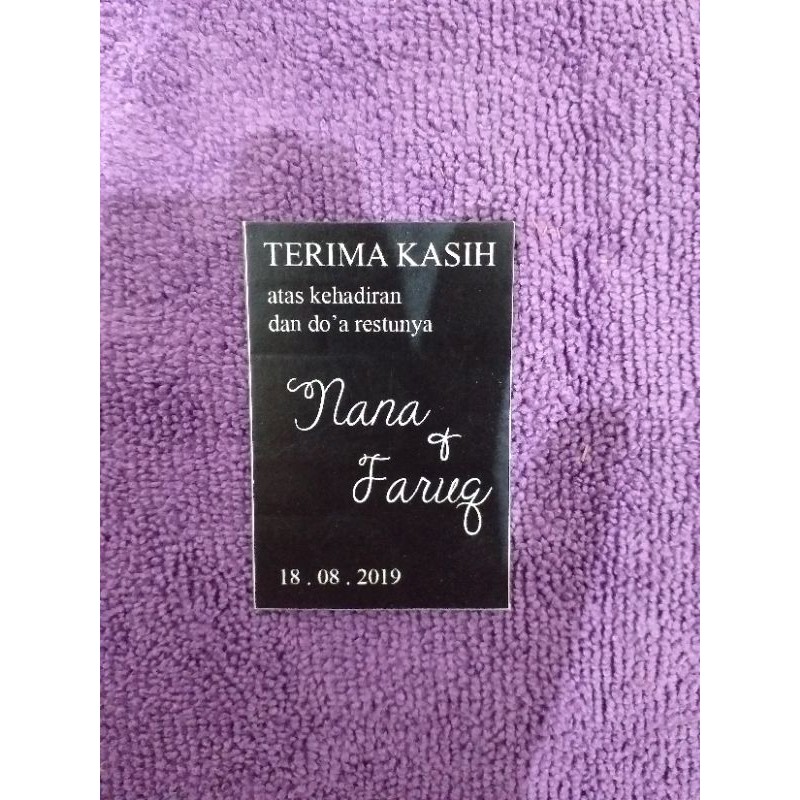 TERIMA KASIH
atas kehadiran
dan do'a restunya
Nana
&
Faruq
18 . 08 . 2019